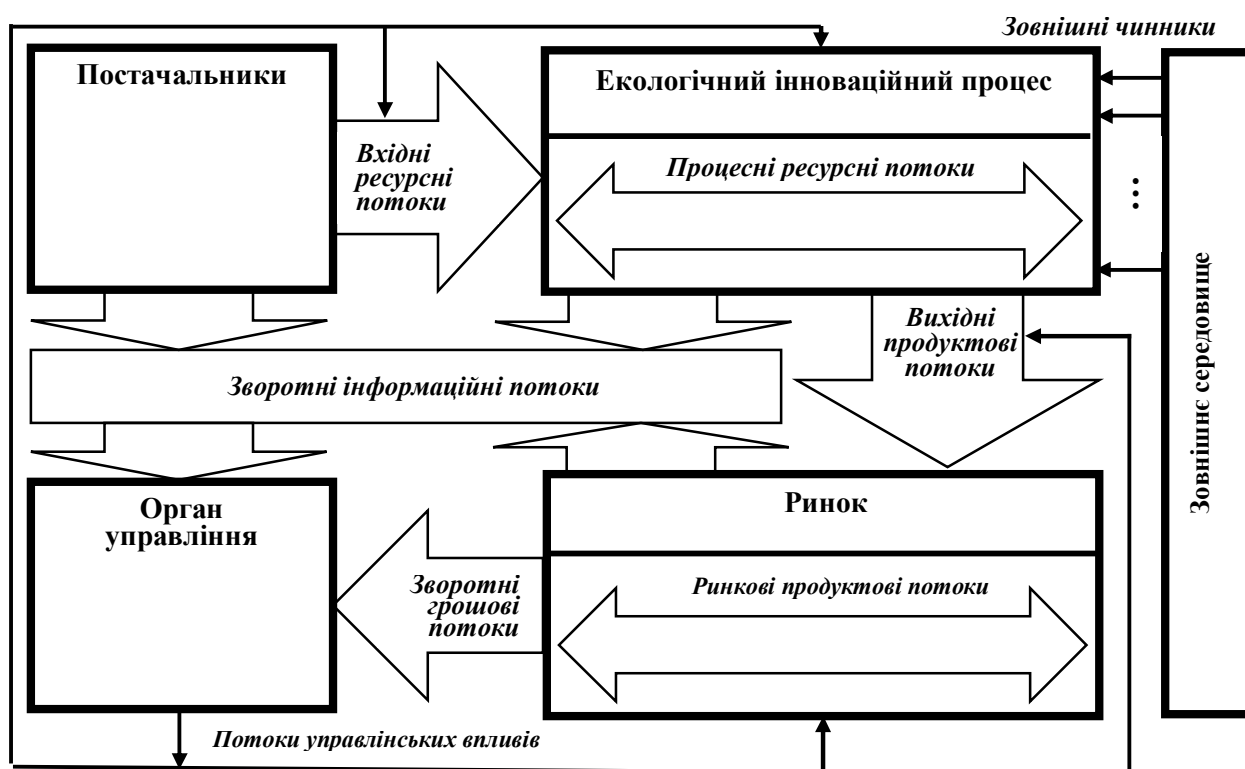 Зовнішні чинники
Постачальники
Екологічний інноваційний процес
Вхідні
ресурсні
потоки
Процесні ресурсні потоки
...
Зовнішнє середовище
Вихідні
продуктові
потоки
Зворотні інформаційні потоки
Орган
управління
Ринок
Зворотні
грошові
потоки
Ринкові продуктові потоки
Потоки управлінських впливів